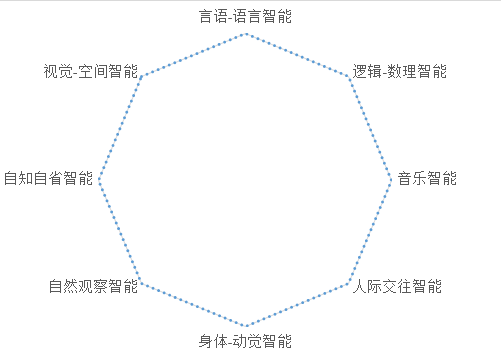 言语-语言智能
视觉-空间智能
逻辑-数理智能
自知自省智能
音乐智能
自然观察智能
人际交往智能
身体-动觉智能